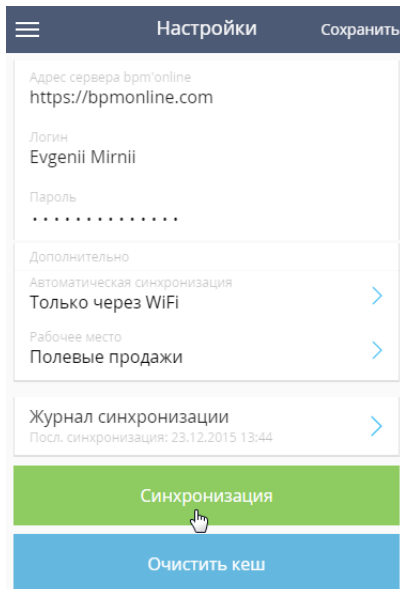 Настройки
Сохранить
Адрес сервера bpm'online
https://bpmonline.com
Логин
Evgenii Mirnii
Пароль
• • • • • • • • • • • • • •
Дополнительно
Автоматическая синхронизация
Только через WiFi
Рабочее место
Полевые продажи
Журнал синхронизации
Посл. синхронизация: 23.12.2015 13:44
Синхронизация
Очистить кеш